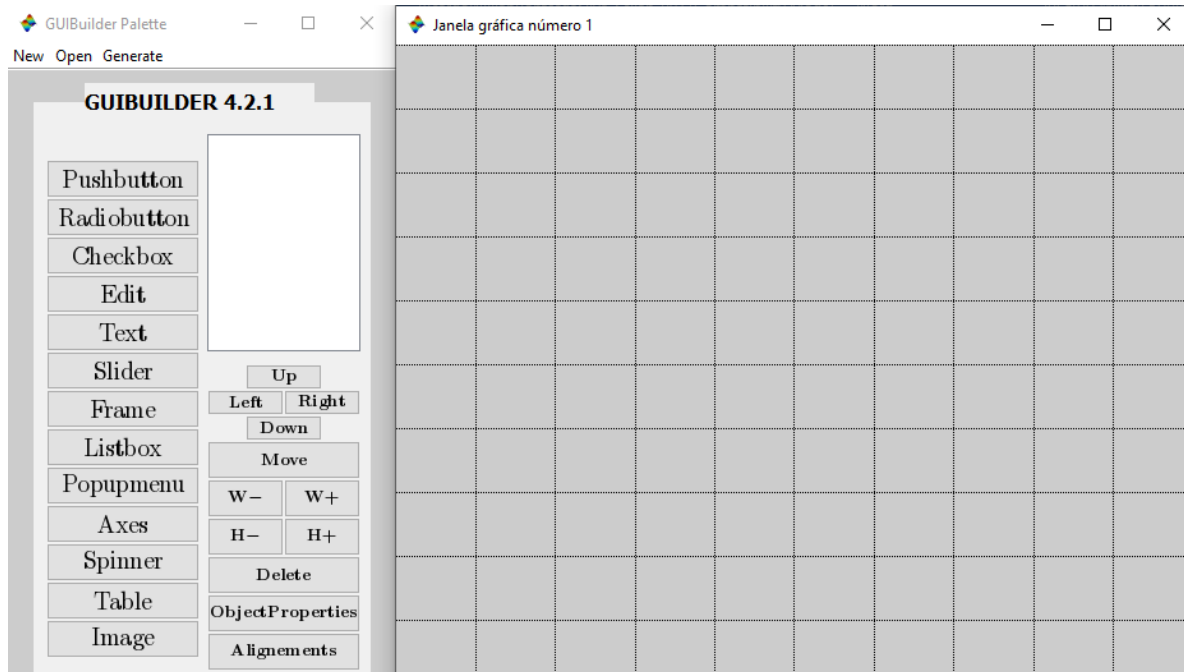 GUIBuilder Palette
New Open Generate
GUIBUILDER 4.2.1
Pushbutton
Radiobutton
Checkbox
Edit
Text
Slider
Frame
Listbox
Popupmenu
Axes
Spinner
Table
Image
Up
Left Right
Down
Move
W− W+
H− H+
Delete
ObjectProperties
Alignements
Janela gráfica número 1